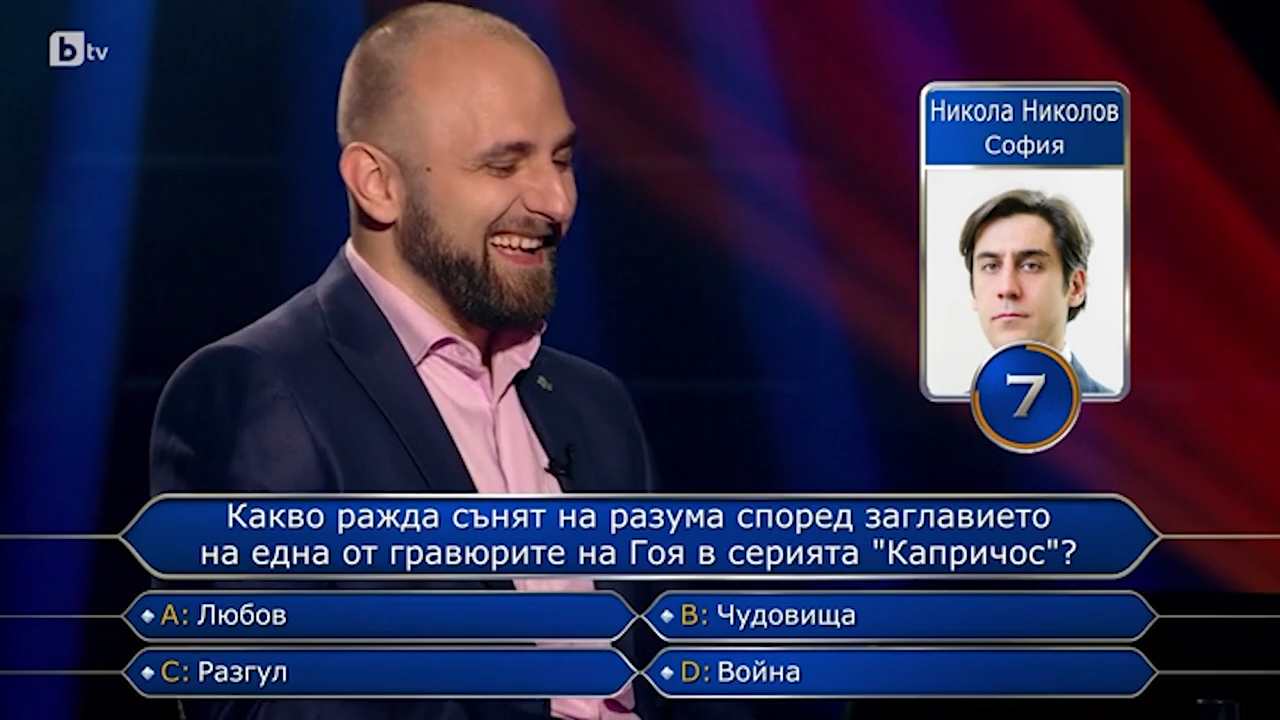 btv
Никола Николов
София
7
Какво ражда сънят на разума според заглавието
на една от гравюрите на Гоя в серията "Капричос"?
A: Любов
B: Чудовища
C: Разгул
D: Война